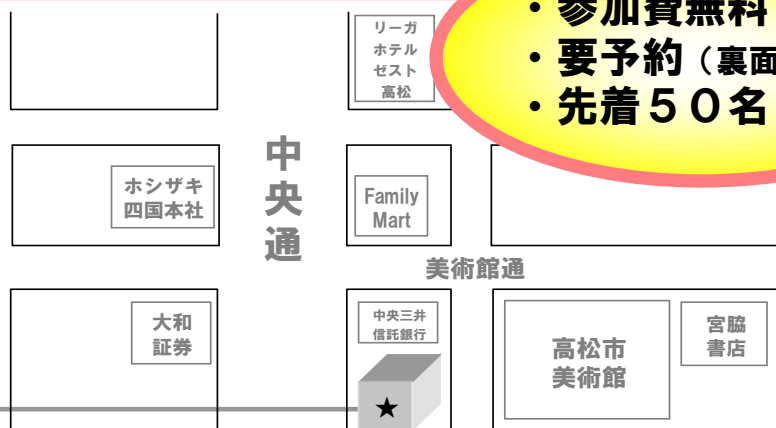 ・参加費無料
・要予約（裏面
・先着５０名
リーガ
ホテル
ゼスト
高松
中央通
ホシザキ
四国本社
Family
Mart
美術館通
大和
証券
中央三井
信託銀行
高松市
美術館
宮脇
書店
★